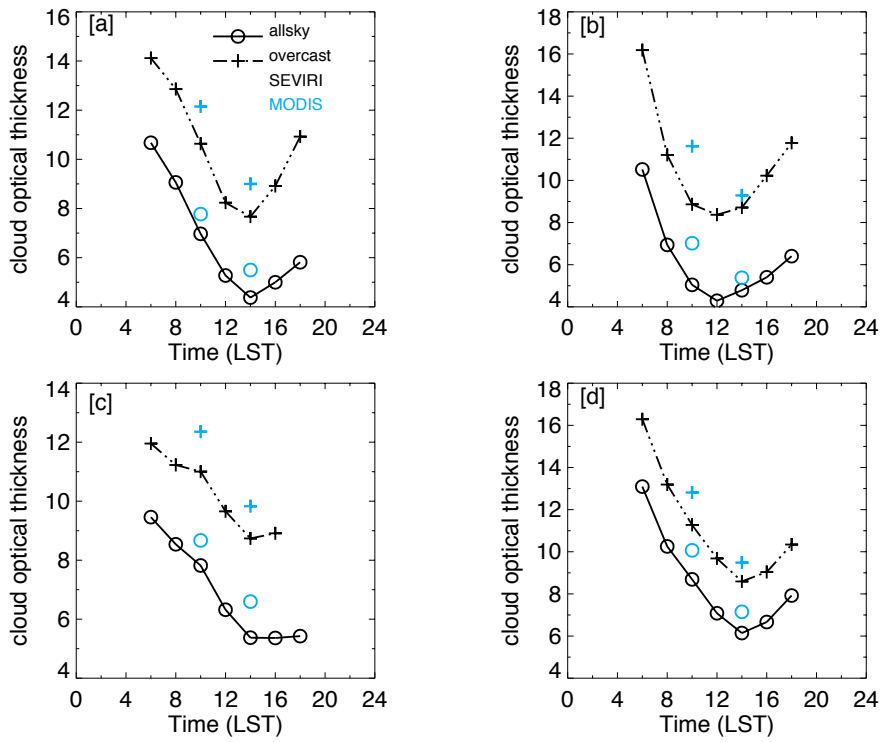 [a]
allsky
overcast
SEVIRI
MODIS
16
14
12
10
8
6
4
cloud optical thickness
0 4 8 12 16 20 24
Time (LST)
[b]
18
16
14
12
10
8
6
4
cloud optical thickness
0 4 8 12 16 20 24
Time (LST)
[c]
14
12
10
8
6
4
cloud optical thickness
0 4 8 12 16 20 24
Time (LST)
[d]
18
16
14
12
10
8
6
4
cloud optical thickness
0 4 8 12 16 20 24
Time (LST)